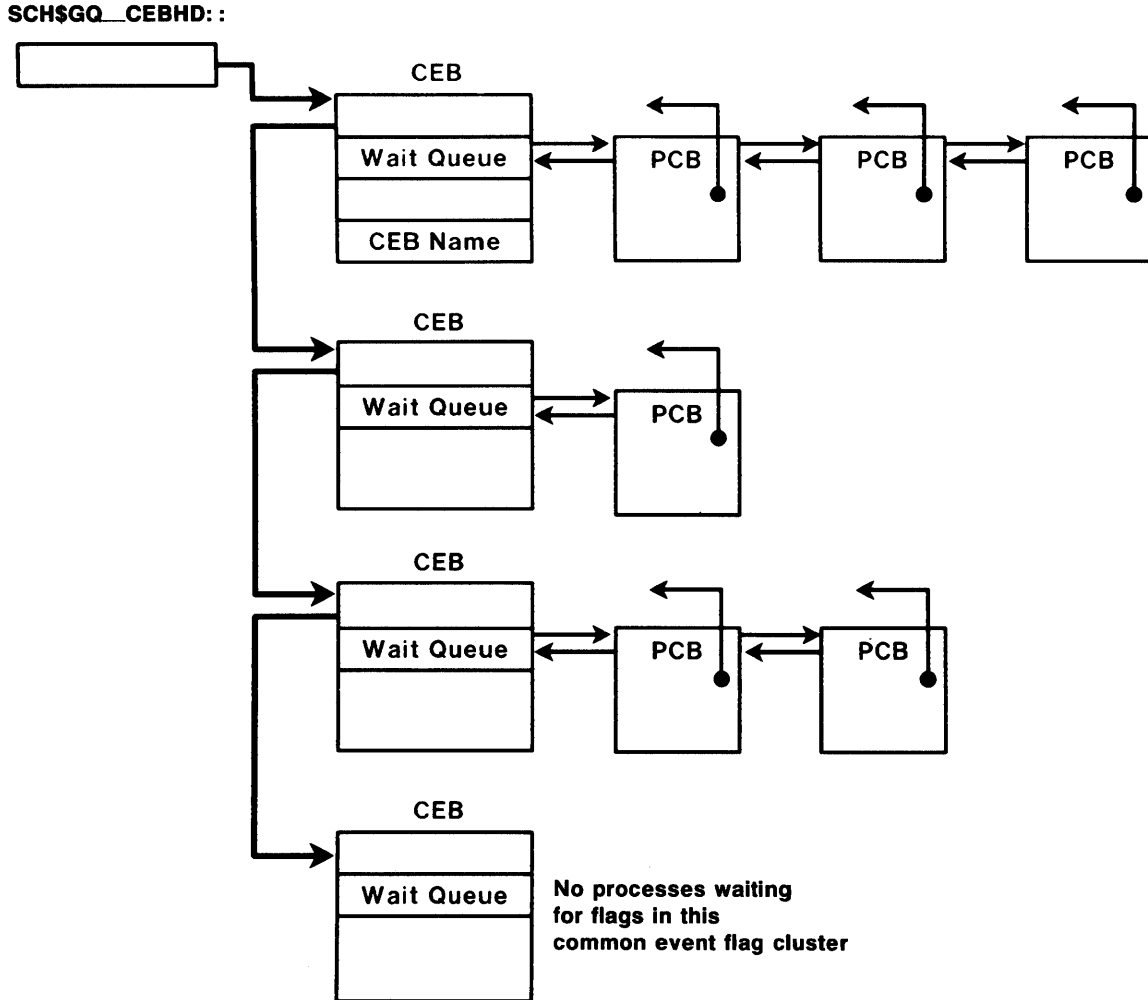 SCH$GQ__CEBHD::
CEB
Wait Queue
PCB
PCB
PCB
CEB Name
CEB
Wait Queue
PCB
CEB
Wait Queue
PCB
PCB
CEB
Wait Queue
No processes waiting
for flags in this
common event flag cluster